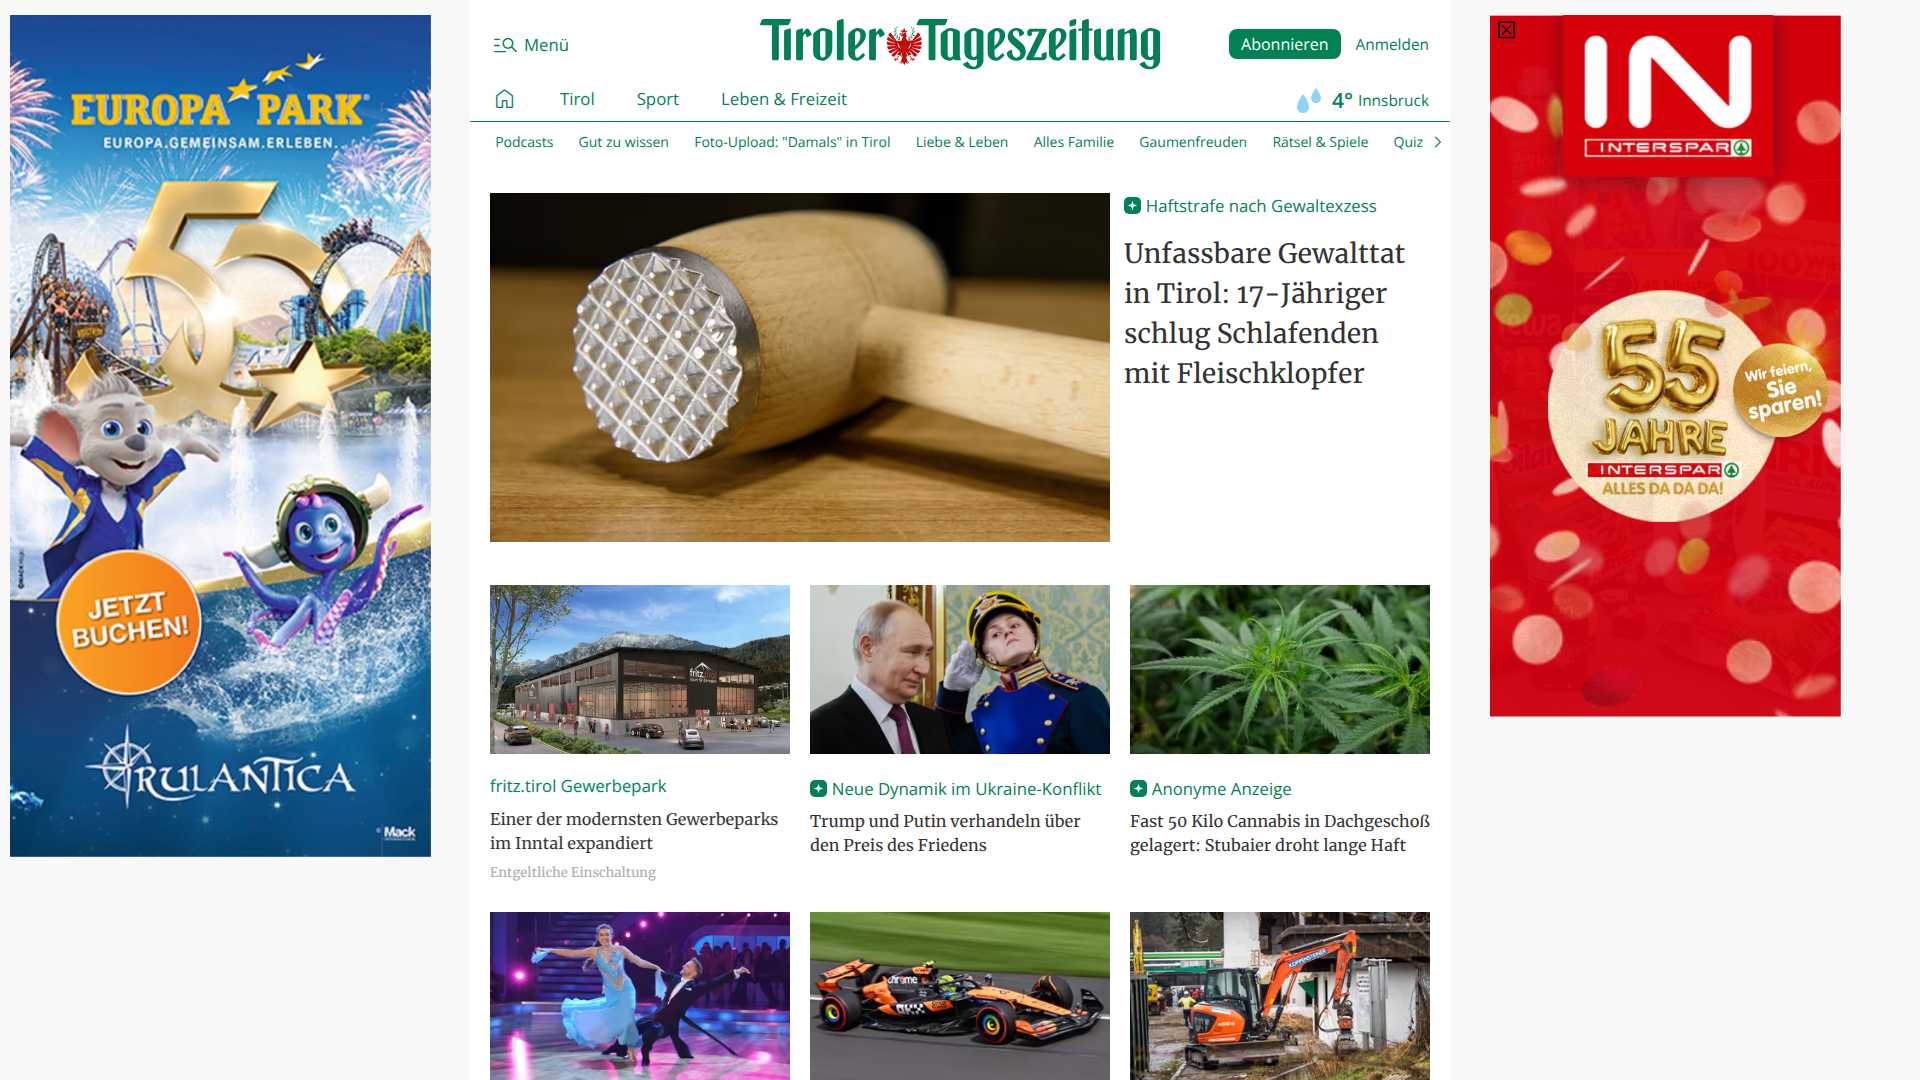 Menü
Tiroler Tageszeitung
Abonnieren
Anmelden
Tirol
Sport
Leben & Freizeit
4° Innsbruck
Podcasts
Gut zu wissen
Foto-Upload: "Damals" in Tirol
Liebe & Leben
Alles Familie
Gaumenfreuden
Rätsel & Spiele
Quiz
EUROPA PARK
EUROPA.GEMEINSAM.ERLEBEN.
50
JETZT
BUCHEN!
RULANTICA
Mack
Haftstrafe nach Gewaltexzess
Unfassbare Gewalttat
in Tirol: 17-Jähriger
schlug Schlafenden
mit Fleischklopfer
fritz.tirol Gewerbepark
Einer der modernsten Gewerbeparks
im Inntal expandiert
Entgeltliche Einschaltung
Neue Dynamik im Ukraine-Konflikt
Trump und Putin verhandeln über
den Preis des Friedens
Anonyme Anzeige
Fast 50 Kilo Cannabis in Dachgeschoß
gelagert: Stubaier droht lange Haft
chrome
OKX
KOPPENSTEINER
IN
INTERSPAR
55
JAHRE
INTERSPAR
ALLES DA DA DA!
Wir feiern,
Sie
sparen!